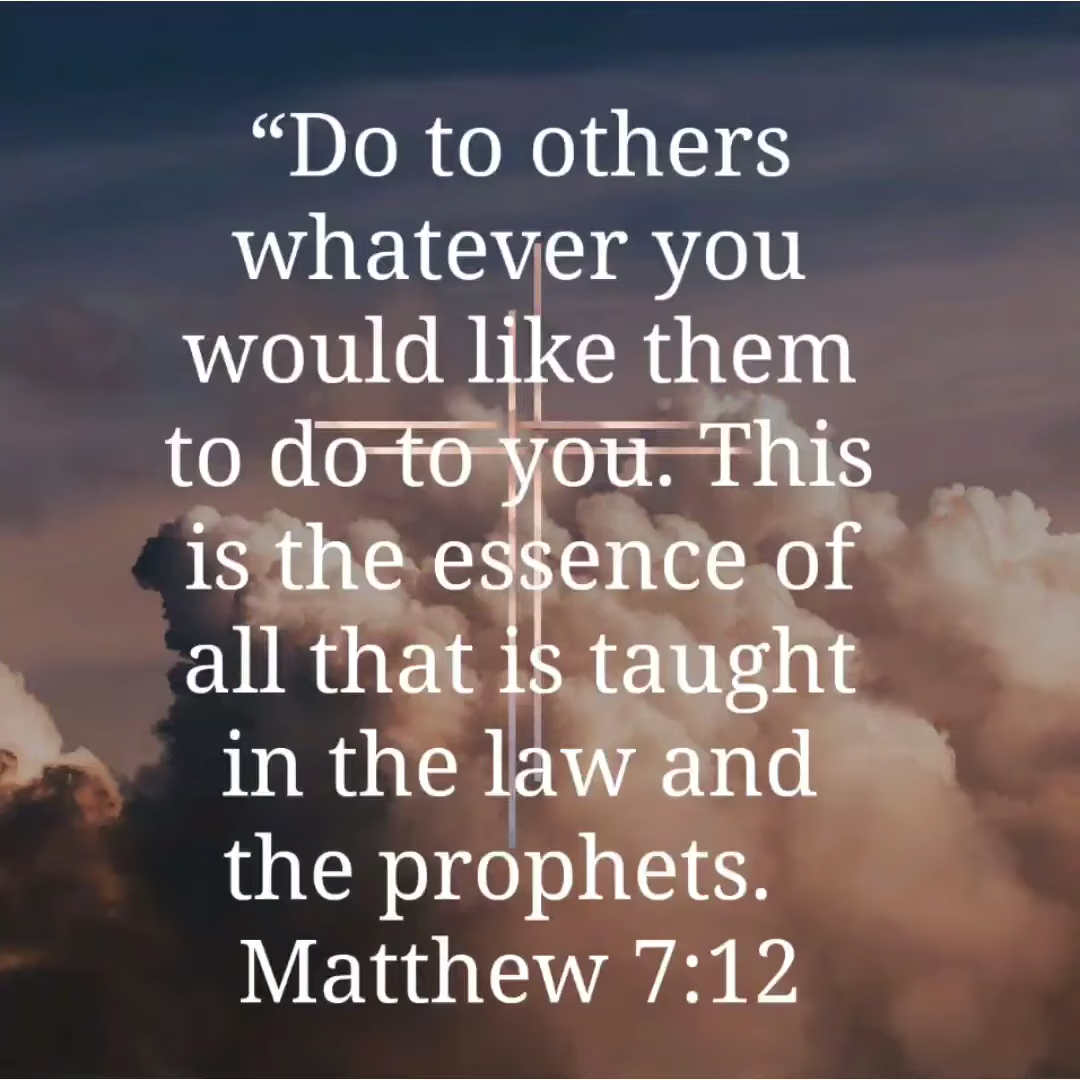 “Do to others
whatever you
would like them
to do to you. This
is the essence of
all that is taught
in the law and
the prophets.
Matthew 7:12